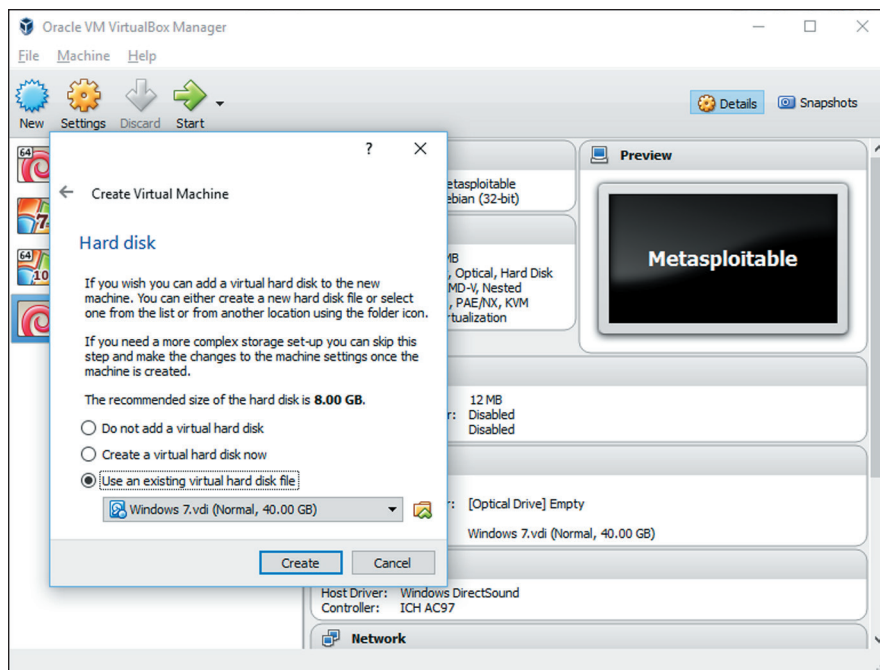 Oracle VM VirtualBox Manager
File Machine Help
New Settings Discard Start
Details Snapshots
64
7
64
10
? 
Create Virtual Machine
Hard disk
If you wish you can add a virtual hard disk to the new
machine. You can either create a new hard disk file or select
one from the list or from another location using the folder icon.
If you need a more complex storage set-up you can skip this
step and make the changes to the machine settings once the
machine is created.
The recommended size of the hard disk is 8.00 GB.
Do not add a virtual hard disk
Create a virtual hard disk now
Use an existing virtual hard disk file
Windows 7.vdi (Normal, 40.00 GB)
Create Cancel
etasploitable
ebian (32-bit)
MB
, Optical, Hard Disk
MD-V, Nested
, PAE/NX, KVM
rtualization
Preview
Metasploitable
12 MB
r: Disabled
Disabled
r: [Optical Drive] Empty
Windows 7.vdi (Normal, 40.00 GB)
Host Driver: Windows DirectSound
Controller: ICH AC97
Network